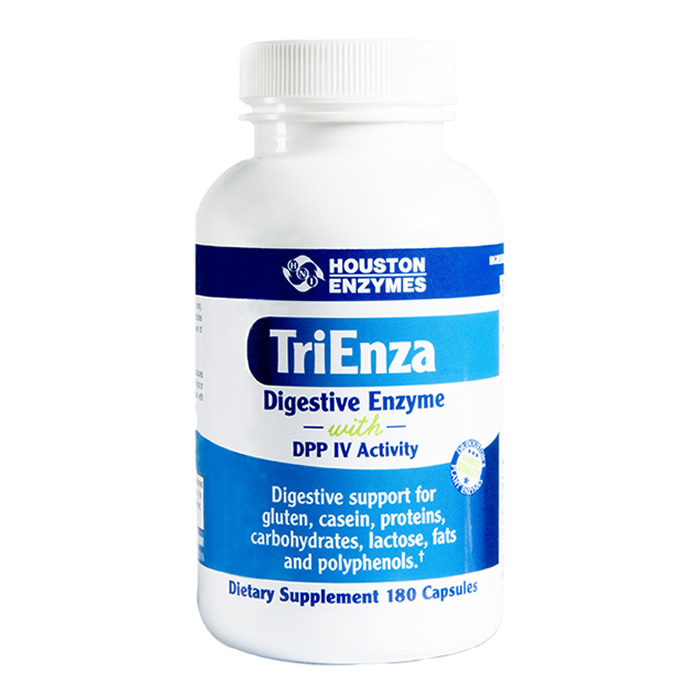 HNI
HOUSTON
ENZYMES
TriEnza
Digestive Enzyme
— with —
DPP IV Activity
Digestive support for
gluten, casein, proteins,
carbohydrates, lactose, fats
and polyphenols.†
Dietary Supplement 180 Capsules